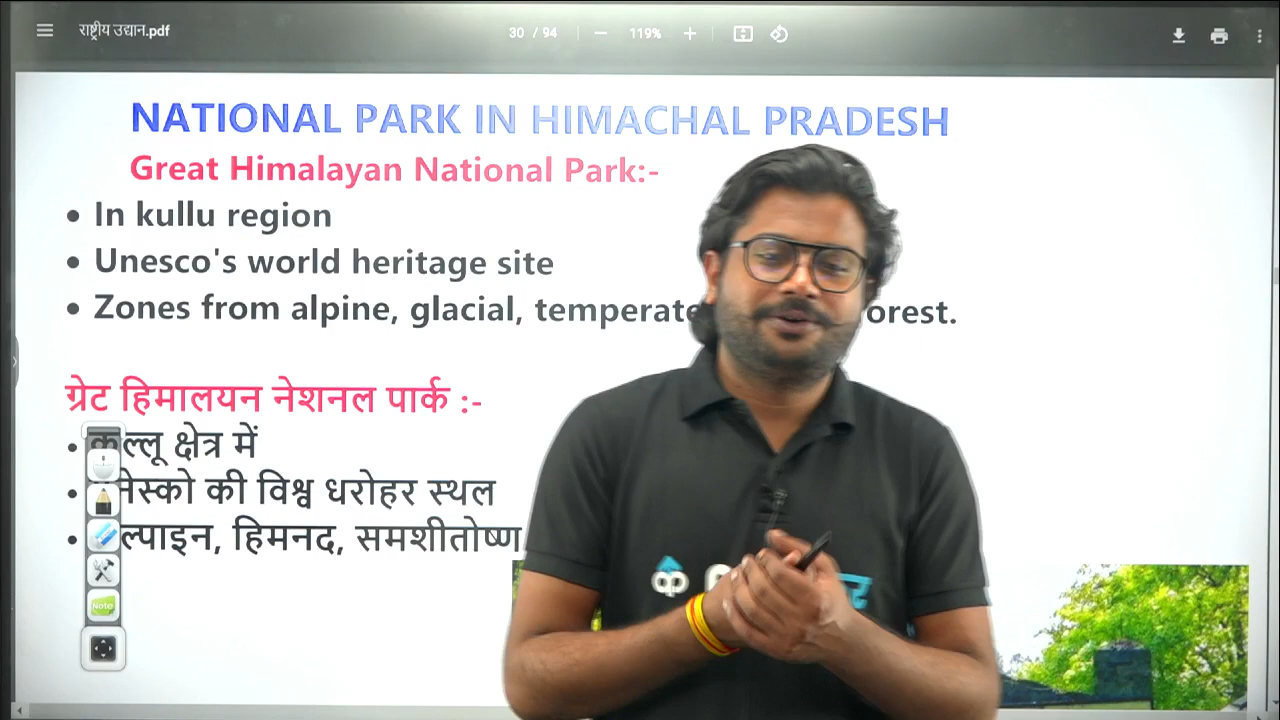 राष्ट्रीय उद्यान.pdf
30 / 94
119%
NATIONAL PARK IN HIMACHAL PRADESH
Great Himalayan National Park:-
• In kullu region
• Unesco's world heritage site
• Zones from alpine, glacial, temperate orest.
ग्रेट हिमालयन नेशनल पार्क :-
• कुल्लू क्षेत्र में
• नेस्को की विश्व धरोहर स्थल
• ल्पाइन, हिमनद, समशीतोष्ण
Note
क